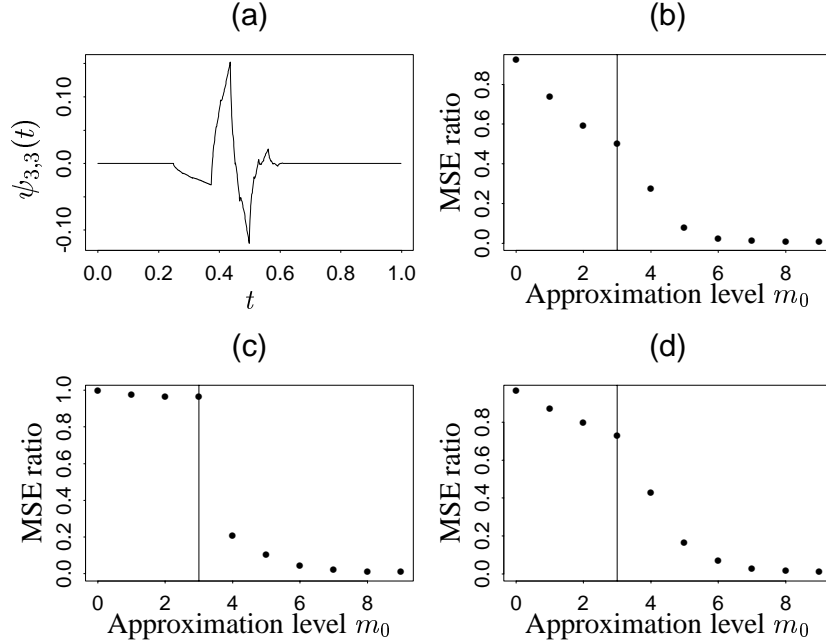 (a)
(b)
ψ3,3(t)
0.10
0.0
-0.10
0.0 0.2 0.4 0.6 0.8 1.0
t
MSE ratio
0.8
0.6
0.4
0.2
0.0
0 2 4 6 8
Approximation level m0
(c)
(d)
MSE ratio
1.0
0.8
0.6
0.4
0.2
0.0
0 2 4 6 8
Approximation level m0
MSE ratio
0.8
0.6
0.4
0.2
0.0
0 2 4 6 8
Approximation level m0